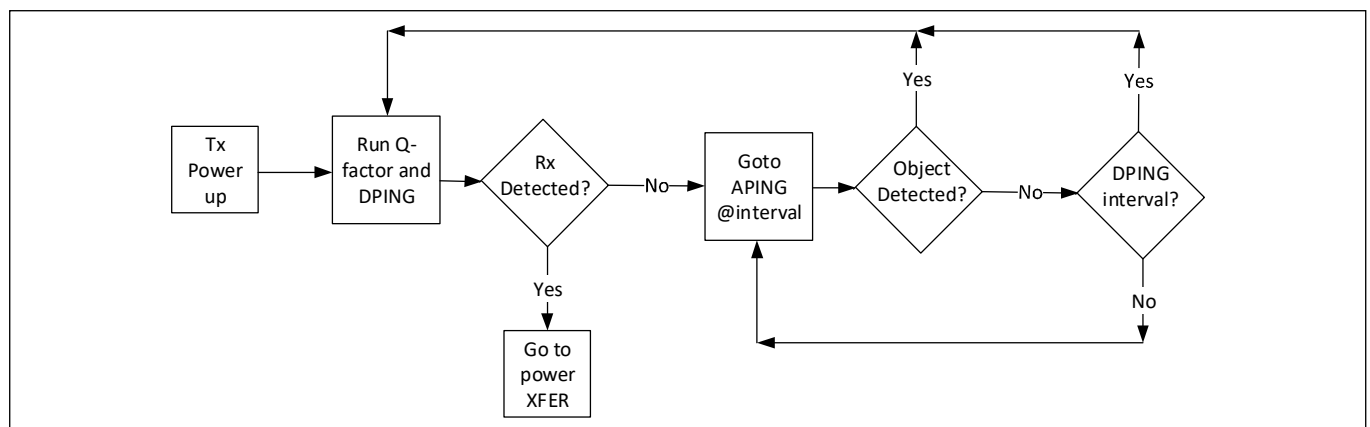 Tx
Power
up
Run Q-
factor and
DPING
Rx
Detected?
Yes
Go to
power
XFER
No
Goto
APING
@interval
Object
Detected?
Yes
No
DPING
interval?
Yes
No